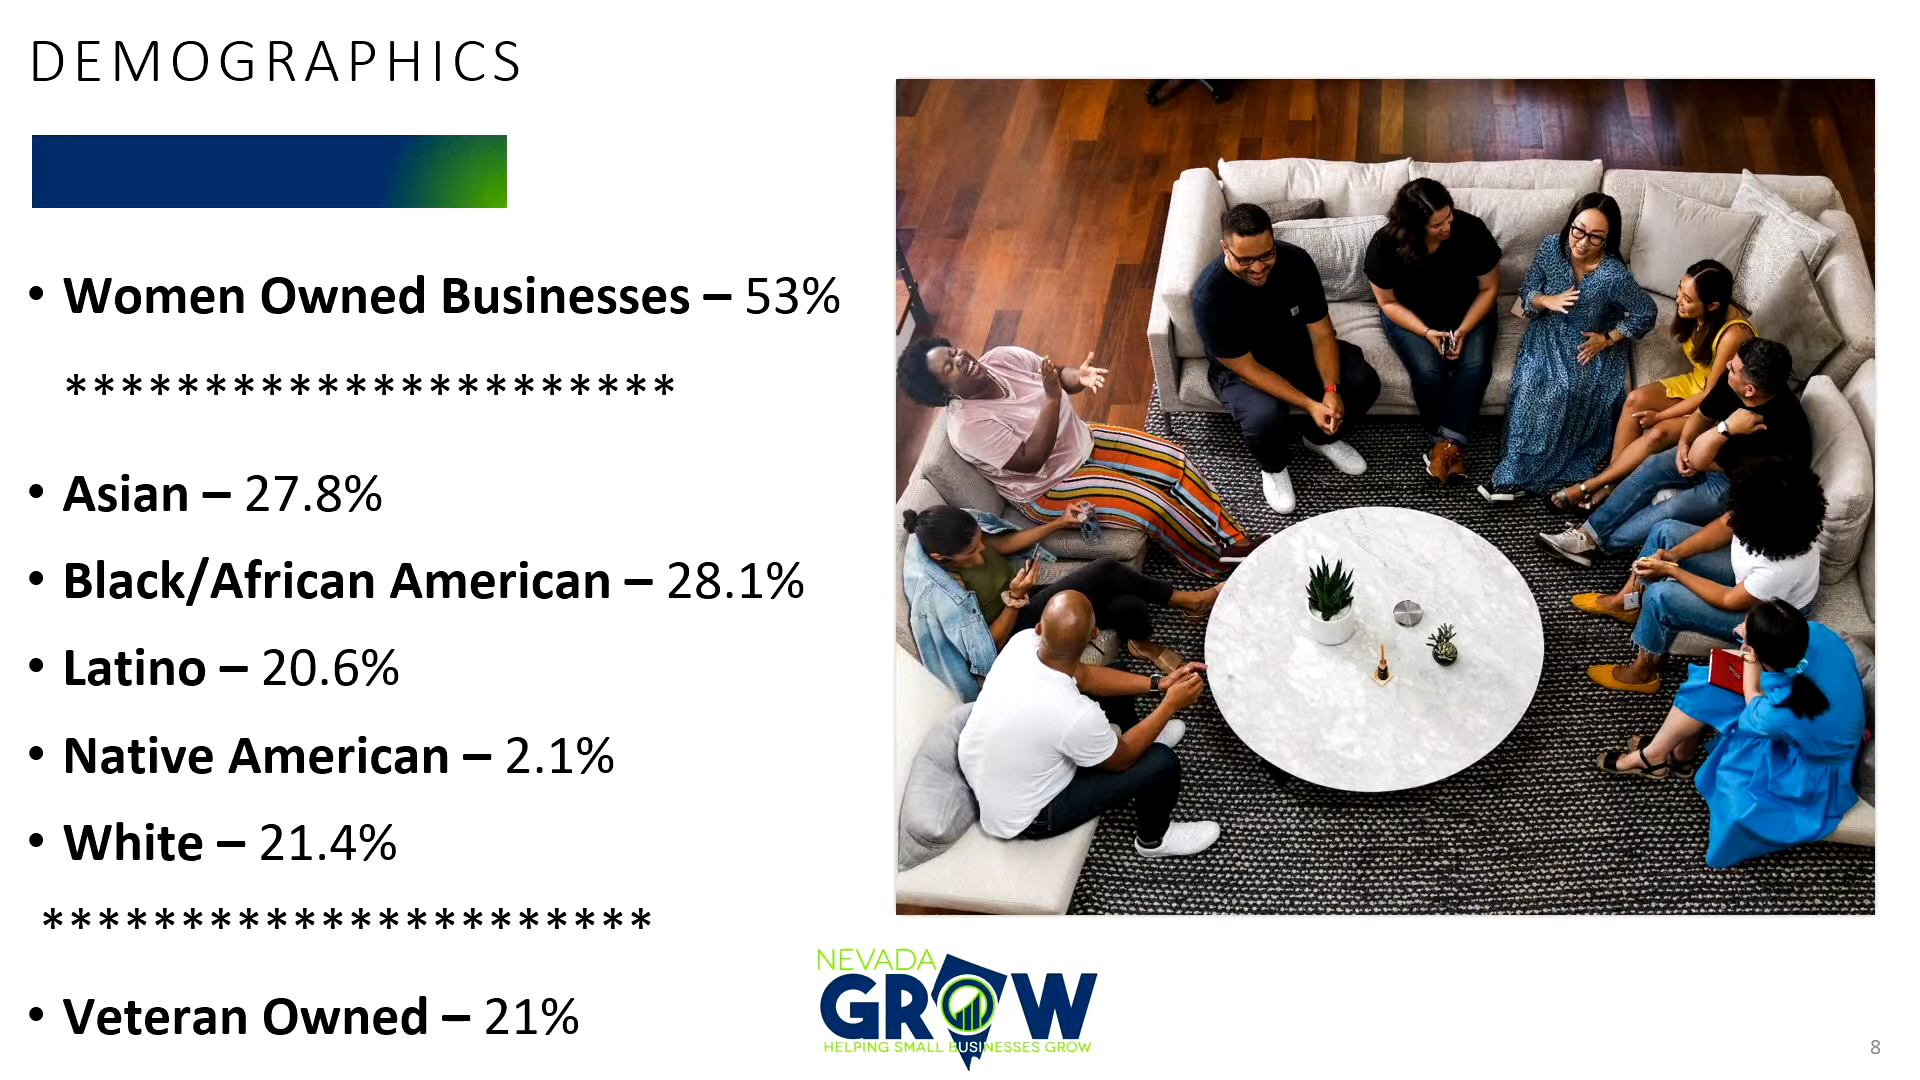 DEMOGRAPHICS
• Women Owned Businesses – 53%
**********************
• Asian – 27.8%
• Black/African American – 28.1%
• Latino – 20.6%
• Native American – 2.1%
• White – 21.4%
**********************
• Veteran Owned – 21%
NEVADA
GROW
HELPING SMALL BUSINESSES GROW
8